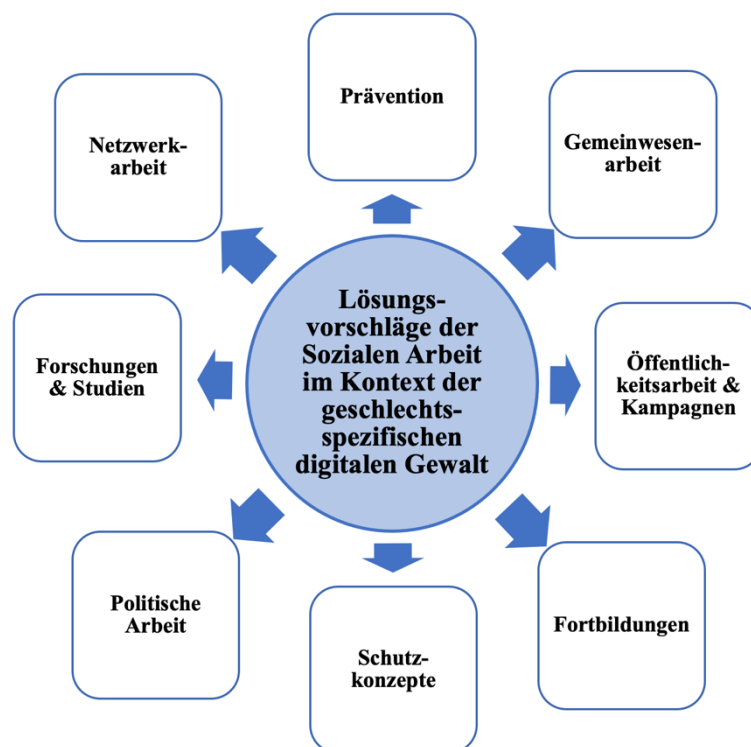 Prävention
Netzwerk-
arbeit
Gemeinwesen-
arbeit
Lösungs-
vorschläge der
Sozialen Arbeit
im Kontext der
geschlechts-
spezifischen
digitalen Gewalt
Forschungen
& Studien
Öffentlich-
keitsarbeit &
Kampagnen
Politische
Arbeit
Schutz-
konzepte
Fortbildungen